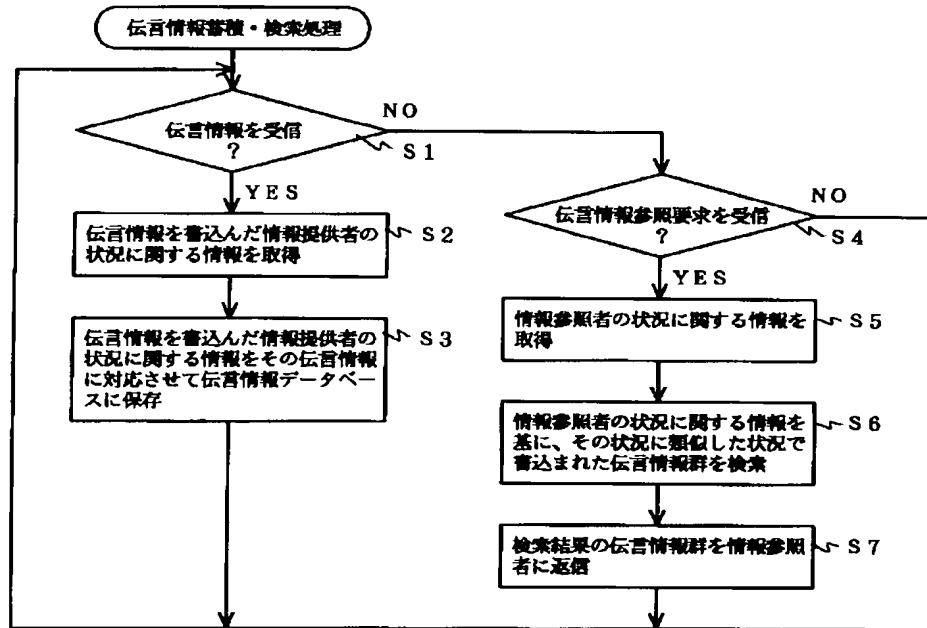 伝言情報蓄積・検索処理
伝言情報を受信
?
NO
S1
YES
伝言情報を書込んだ情報提供者の
状況に関する情報を取得
S2
伝言情報を書込んだ情報提供者の
状況に関する情報をその伝言情報
に対応させて伝言情報データベー
スに保存
S3
伝言情報参照要求を受信
?
NO
S4
YES
情報参照者の状況に関する情報を
取得
S5
情報参照者の状況に関する情報を
基に、その状況に類似した状況で
書込まれた伝言情報群を検索
S6
検索結果の伝言情報群を情報参照
者に返信
S7